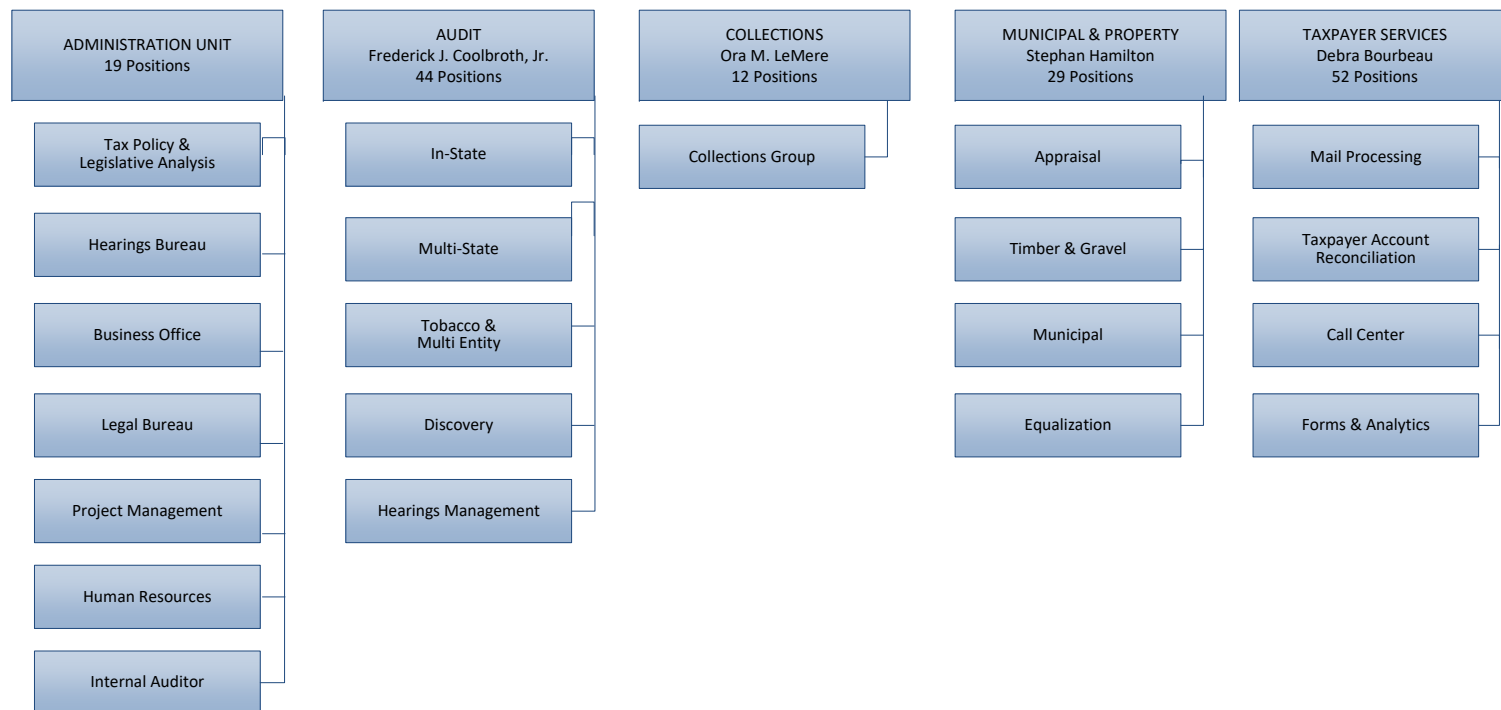 ADMINISTRATION UNIT
19 Positions
Tax Policy &
Legislative Analysis
Hearings Bureau
Business Office
Legal Bureau
Project Management
Human Resources
Internal Auditor
AUDIT
Frederick J. Coolbroth, Jr.
44 Positions
In-State
Multi-State
Tobacco &
Multi Entity
Discovery
Hearings Management
COLLECTIONS
Ora M. LeMere
12 Positions
Collections Group
MUNICIPAL & PROPERTY
Stephan Hamilton
29 Positions
Appraisal
Timber & Gravel
Municipal
Equalization
TAXPAYER SERVICES
Debra Bourbeau
52 Positions
Mail Processing
Taxpayer Account
Reconciliation
Call Center
Forms & Analytics